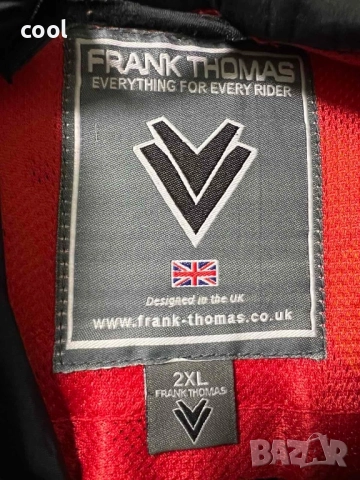 cool
FRANK THOMAS
EVERYTHING FOR EVERY RIDER
Designed in the UK
www.frank-thomas.co.uk
2XL
FRANK THOMAS
BAZAR